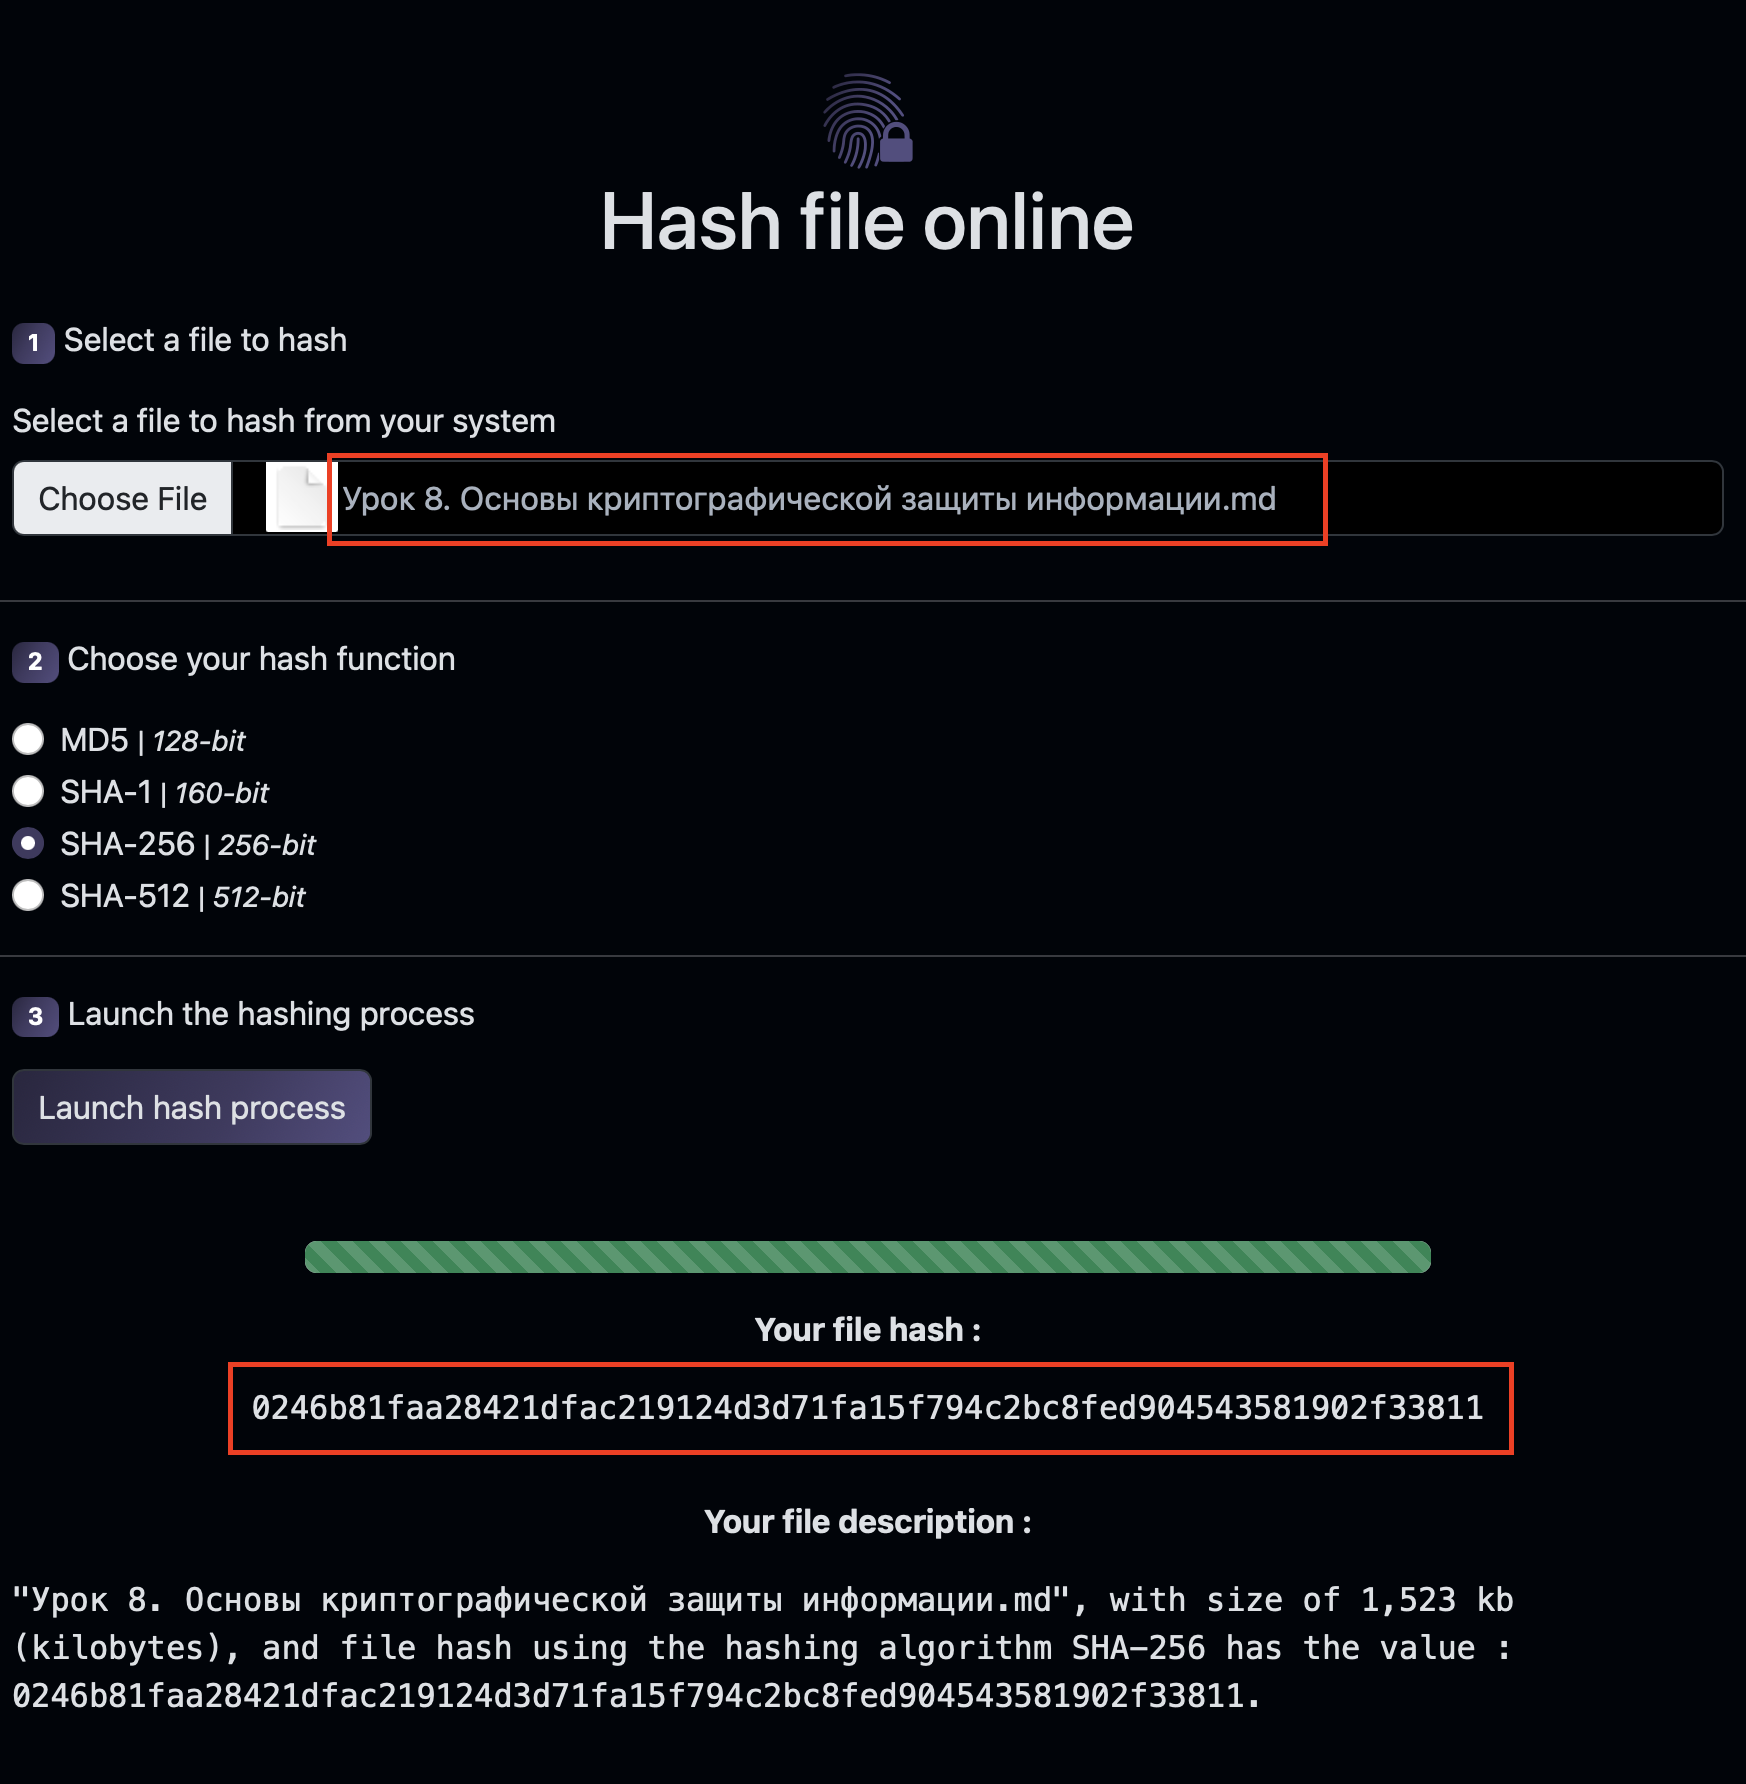 Hash file online
1 Select a file to hash
Select a file to hash from your system
Choose File Урок 8. Основы криптографической защиты информации.md
2 Choose your hash function
MD5 | 128-bit
SHA-1 | 160-bit
SHA-256 | 256-bit
SHA-512 | 512-bit
3 Launch the hashing process
Launch hash process
Your file hash :
0246b81faa28421dfac219124d3d71fa15f794c2bc8fed904543581902f33811
Your file description :
"Урок 8. Основы криптографической защиты информации.md", with size of 1,523 kb
(kilobytes), and file hash using the hashing algorithm SHA-256 has the value :
0246b81faa28421dfac219124d3d71fa15f794c2bc8fed904543581902f33811.